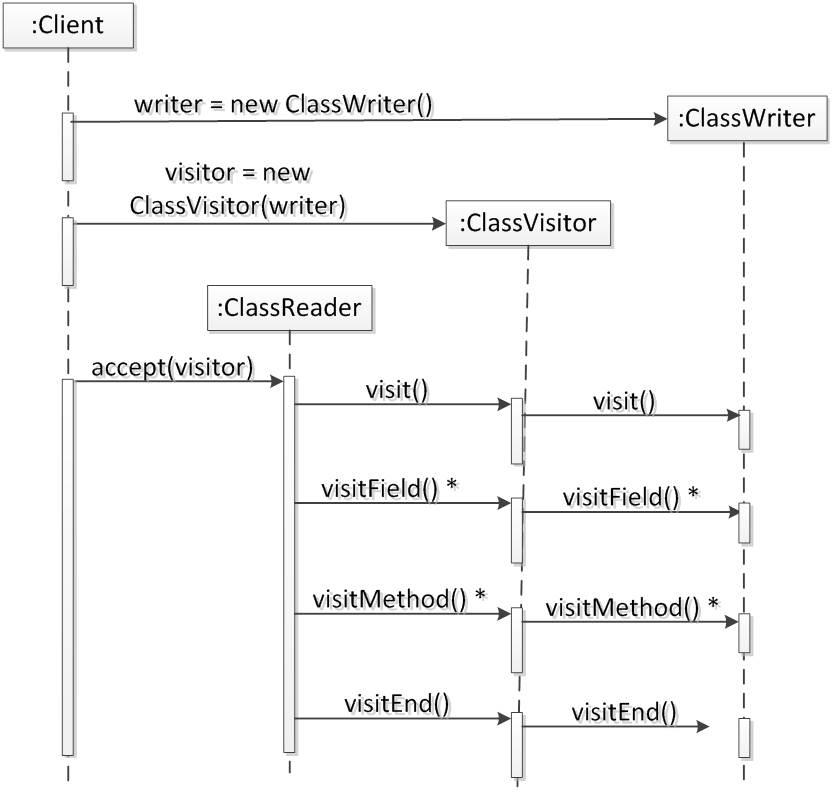 :Client
writer = new ClassWriter()
:ClassWriter
visitor = new
ClassVisitor(writer)
:ClassVisitor
:ClassReader
accept(visitor)
visit()
visit()
visitField() *
visitField() *
visitMethod() *
visitMethod() *
visitEnd()
visitEnd()